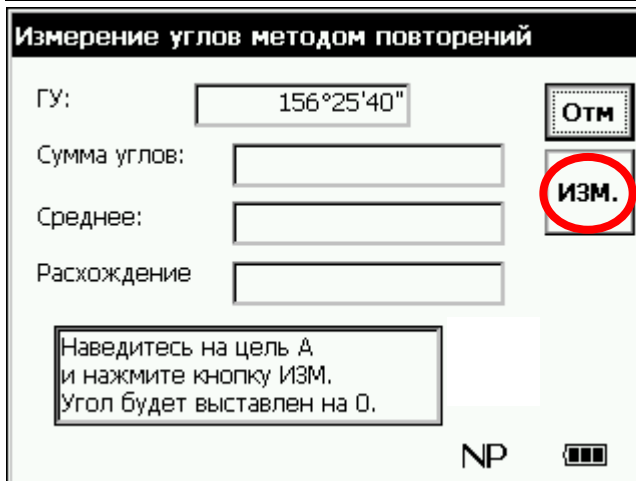 Измерение углов методом повторений
ГУ: 156°25'40"
Отм
Сумма углов:
ИЗМ.
Среднее:
Расхождение
Наведитесь на цель А
и нажмите кнопку ИЗМ.
Угол будет выставлен на 0.
NP